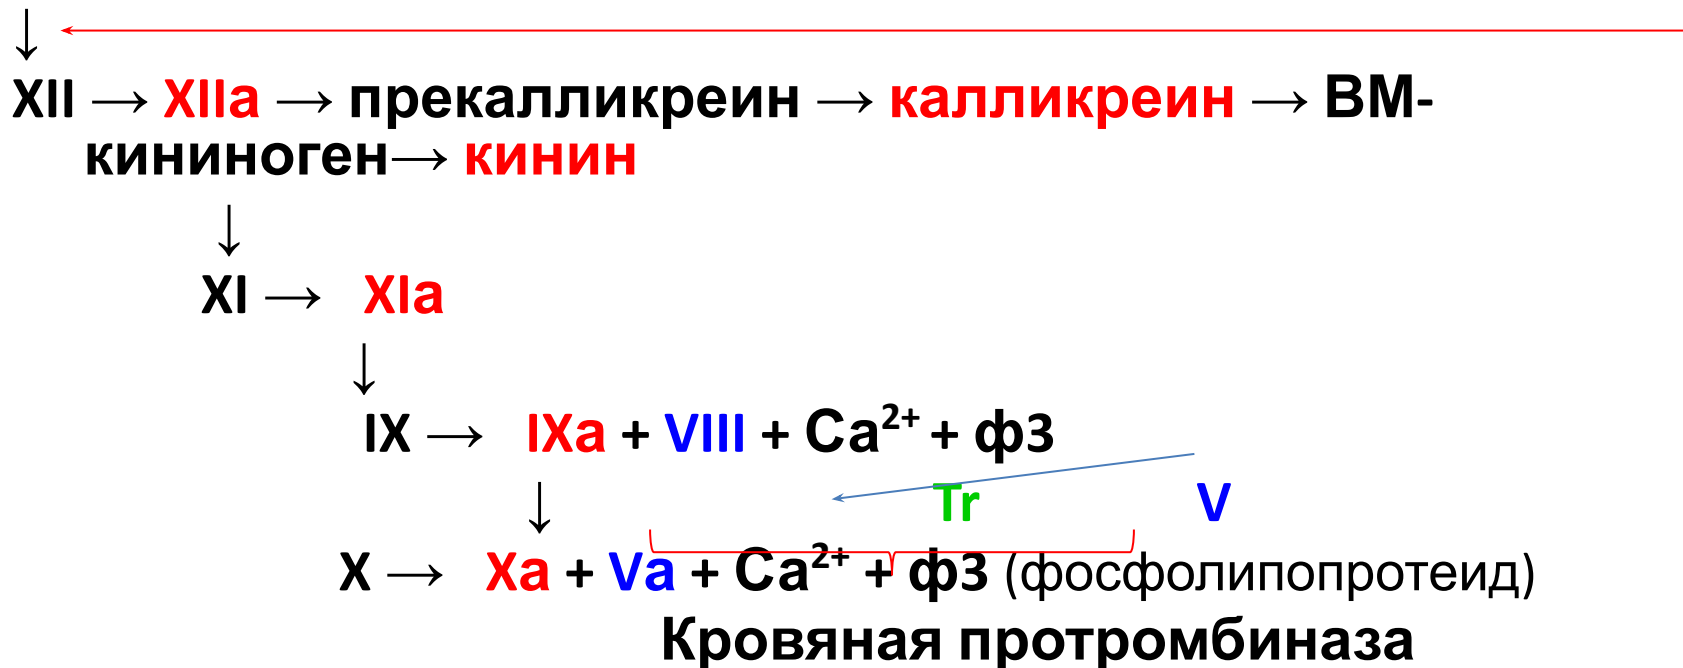 ↓
XII → XIIa → прекалликреин → калликреин → ВМ-
кининоген→ кинин
↓
XI → XIa
↓
IX → IXa + VIII + Ca²⁺ + ф3
↓ Tr V
X → Xa + Va + Ca²⁺ + ф3 (фосфолипопротеид)
Кровяная протромбиназа